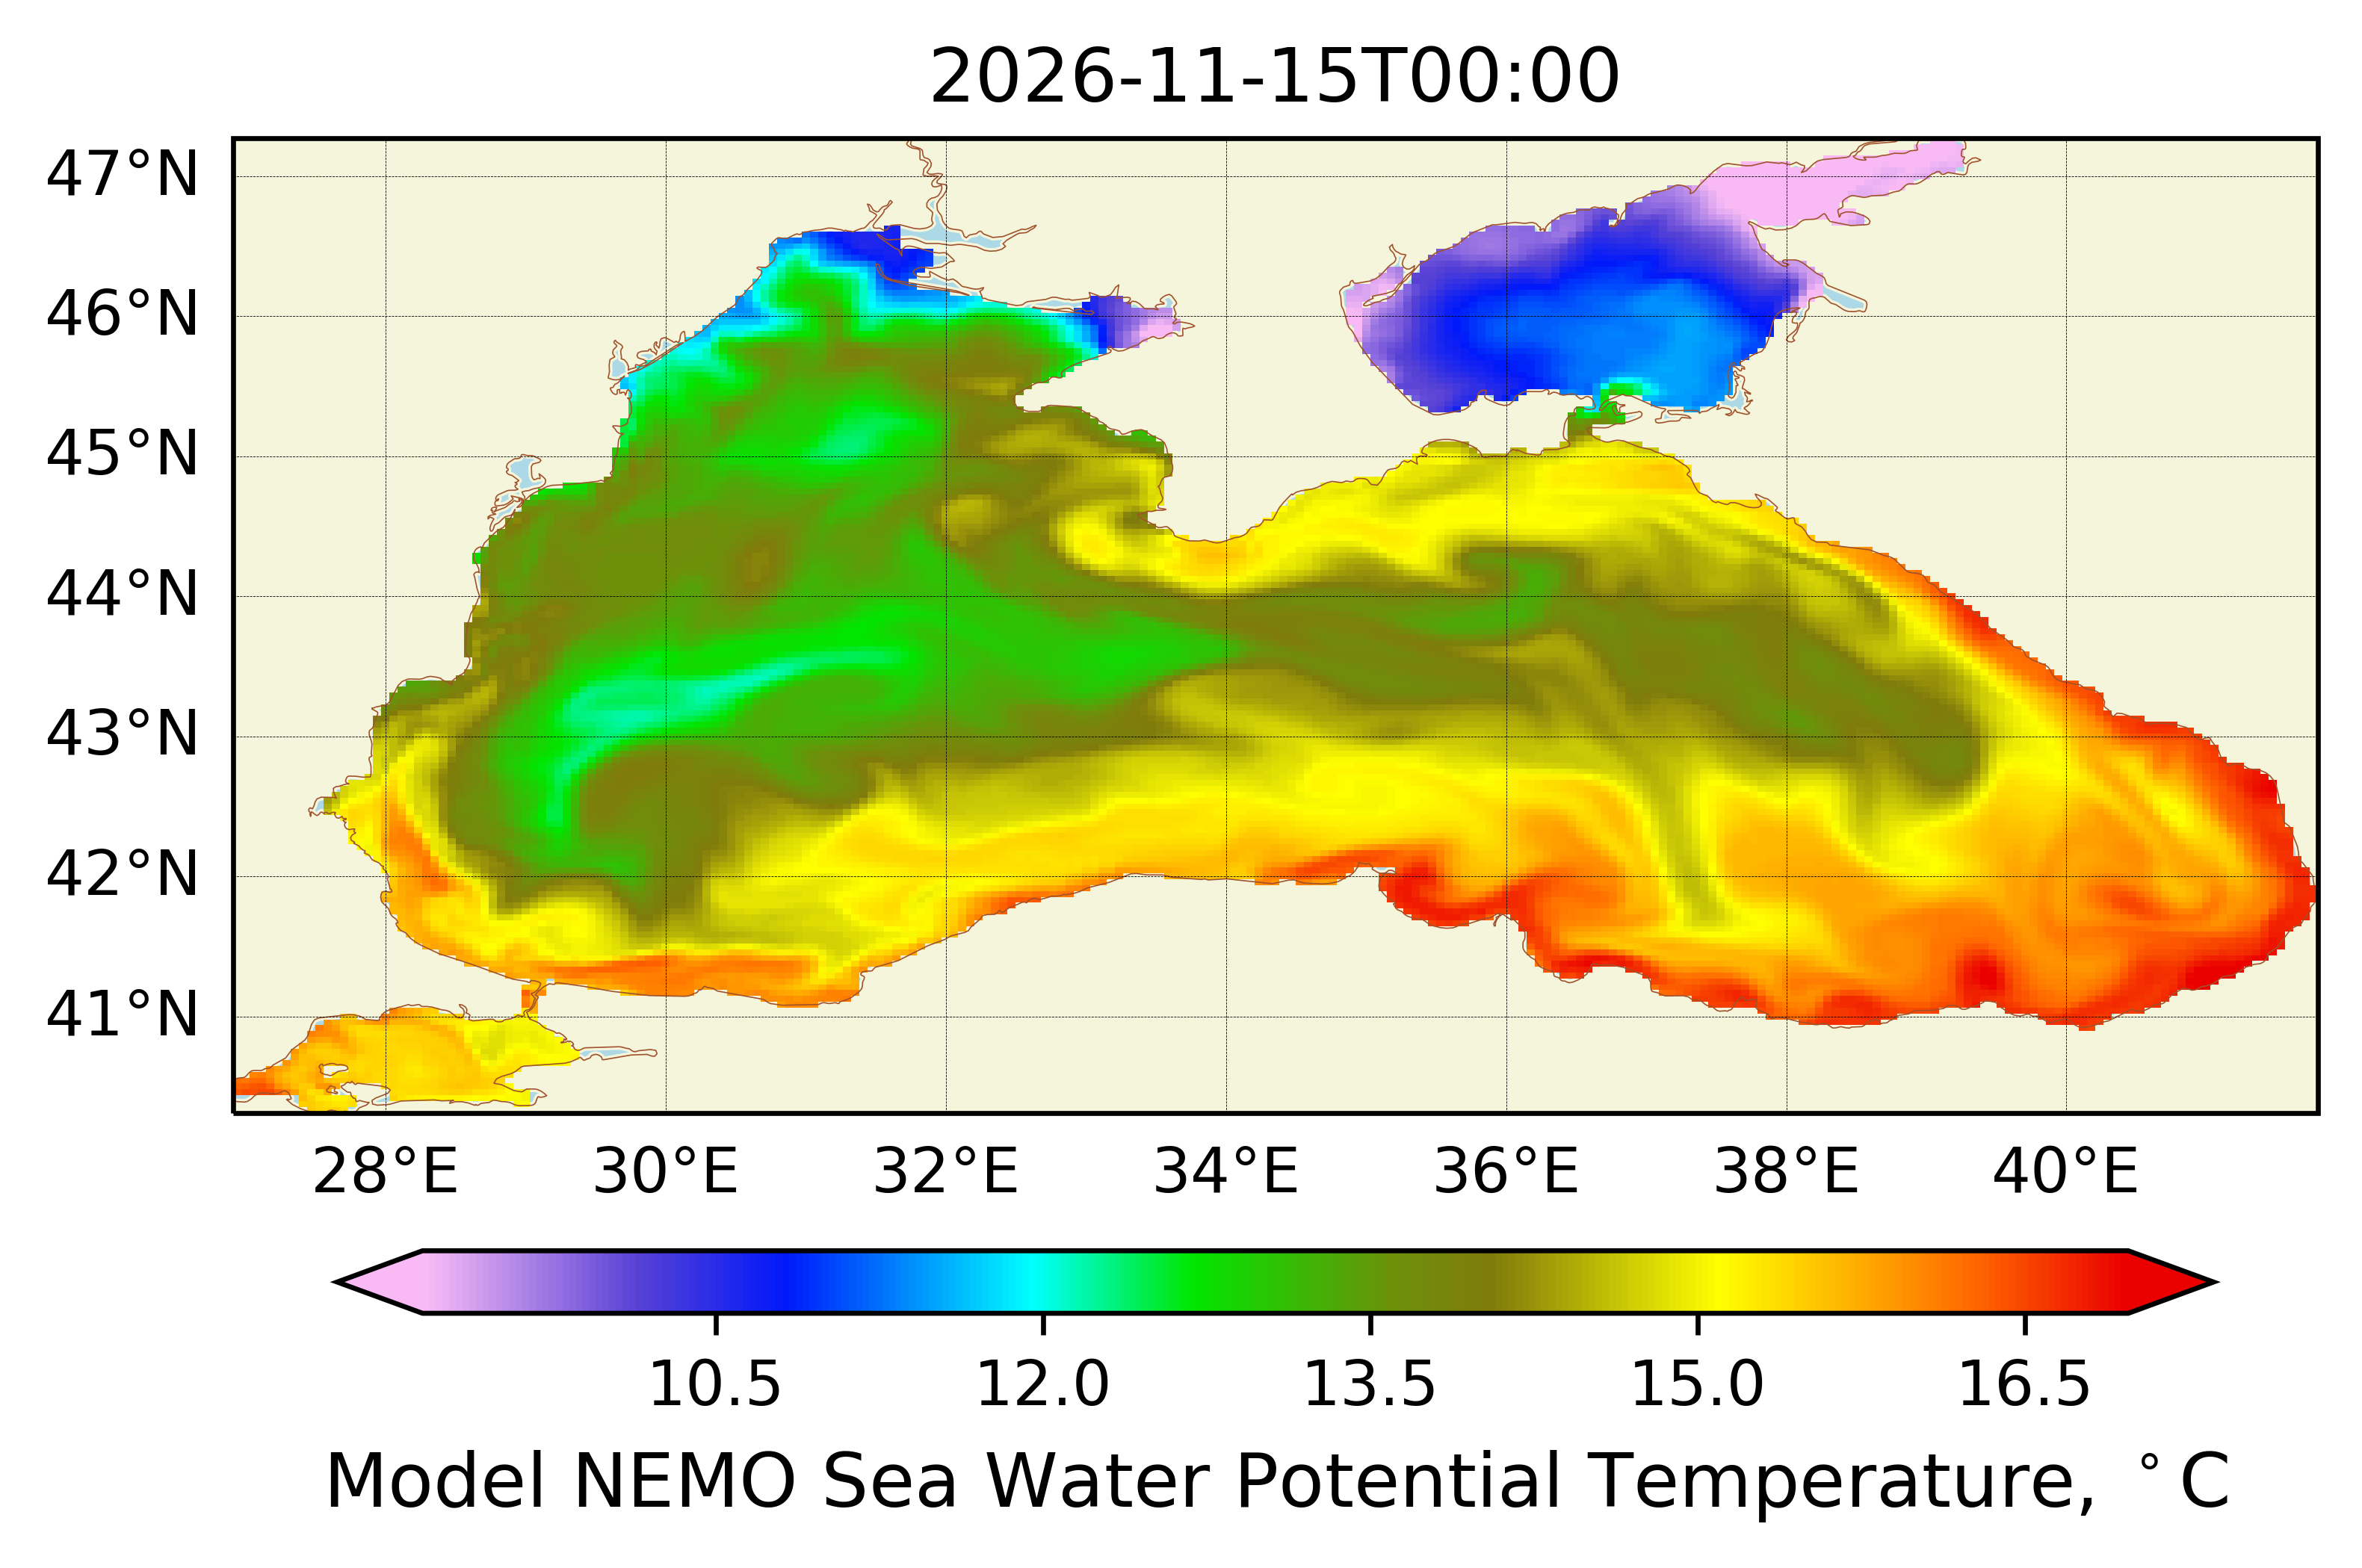 2026-11-15T00:00
47°N
46°N
45°N
44°N
43°N
42°N
41°N
28°E 30°E 32°E 34°E 36°E 38°E 40°E
10.5 12.0 13.5 15.0 16.5
Model NEMO Sea Water Potential Temperature, °C